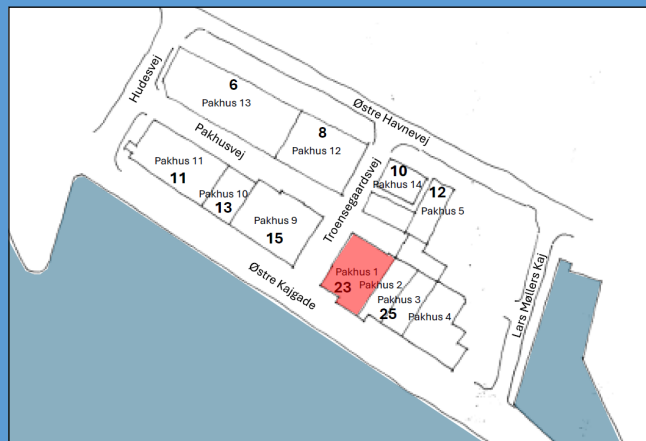 6
Pakhus 13
Hudesvej
Østre Havnevej
8
Pakhus 12
Pakhusvej
Pakhus 11
11
Pakhus 10
13
Pakhus 9
15
Troensegaardsvej
10
Pakhus 14
12
Pakhus 5
Pakhus 1
23
Pakhus 2
Pakhus 3
25
Pakhus 4
Østre Kajgade
Lars Møllers Kaj